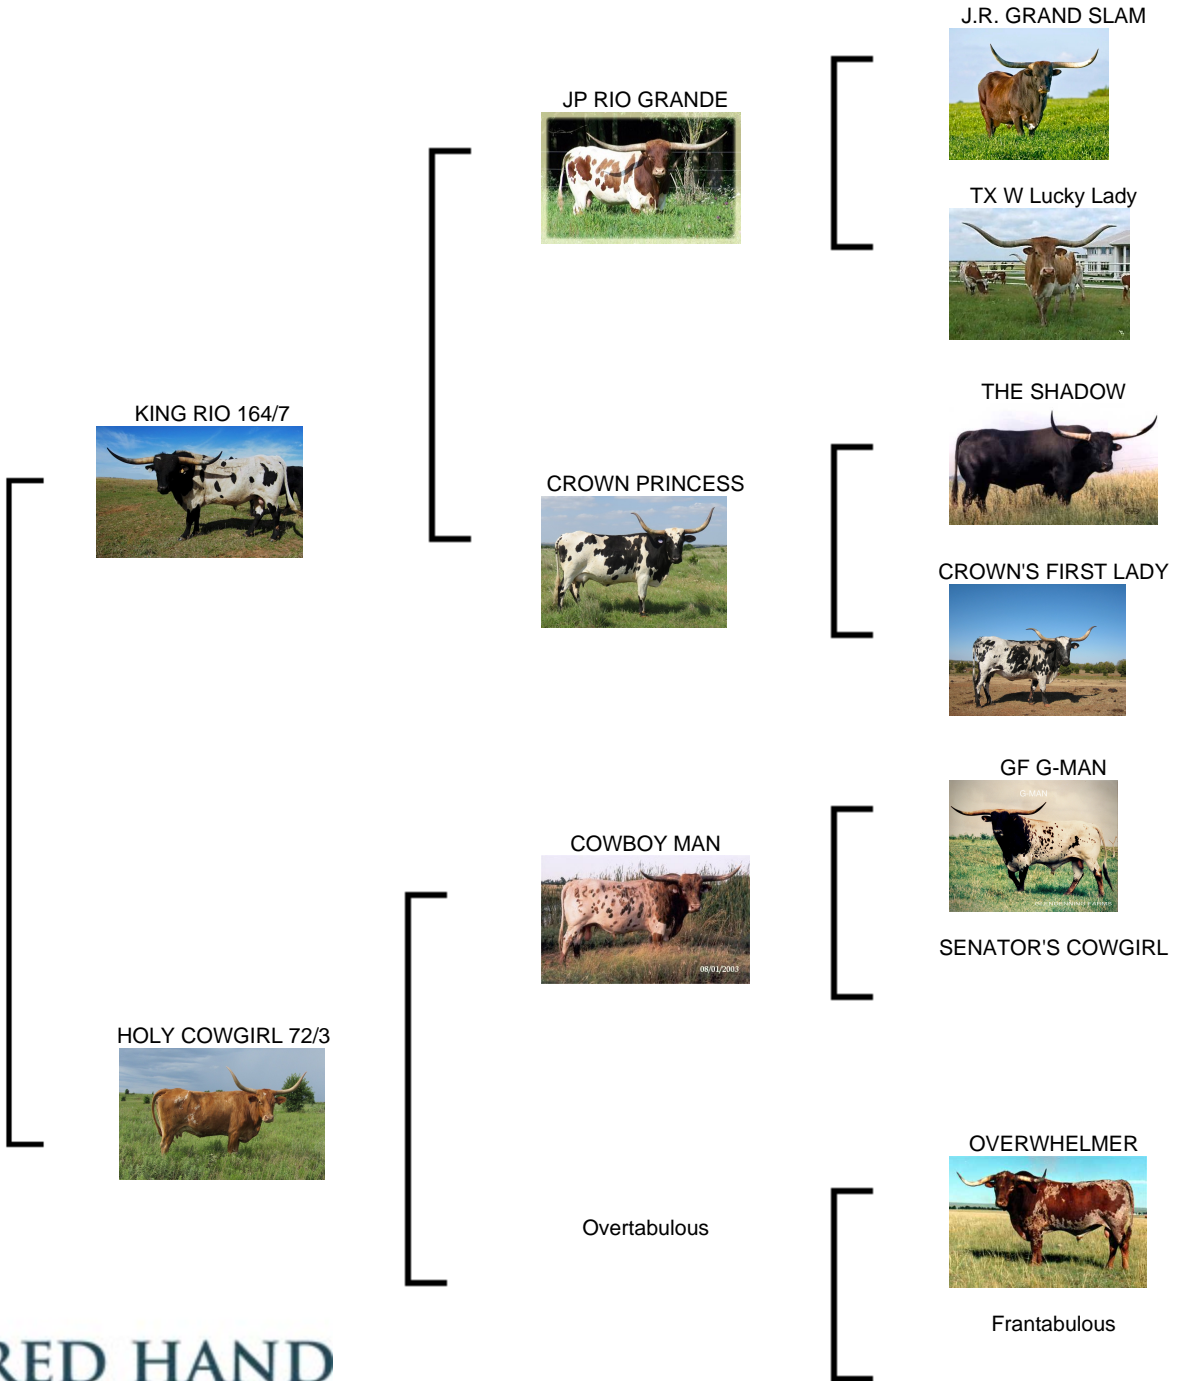 J.R. GRAND SLAM
JP RIO GRANDE
TX W Lucky Lady
THE SHADOW
KING RIO 164/7
CROWN PRINCESS
CROWN'S FIRST LADY
GF G-MAN
G-MAN
COWBOY MAN
08/01/2003
SENATOR'S COWGIRL
HOLY COWGIRL 72/3
OVERWHELMER
Overtabulous
Frantabulous
RED HAND